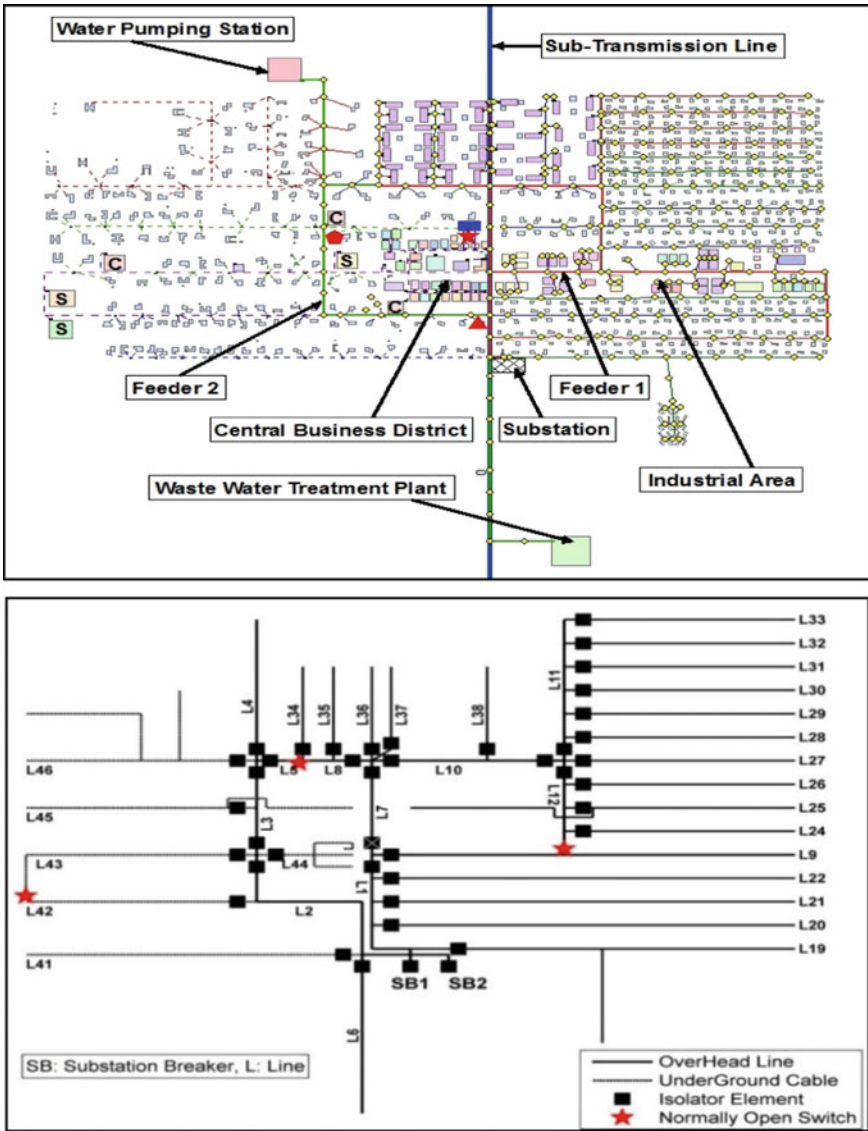 Water Pumping Station
Sub-Transmission Line
C
C
S
S
C
S
Feeder 2
Feeder 1
Central Business District
Substation
Waste Water Treatment Plant
Industrial Area
L33
L32
L4
L34
L35
L36
L37
L38
L11
L31
L30
L29
L28
L46
L5
L8
L10
L27
L26
L45
L3
L7
L12
L25
L24
L43
L44
L1
L9
L22
L42
L2
L21
L20
L41
L19
SB1
SB2
L6
SB: Substation Breaker, L: Line
OverHead Line
UnderGround Cable
Isolator Element
Normally Open Switch